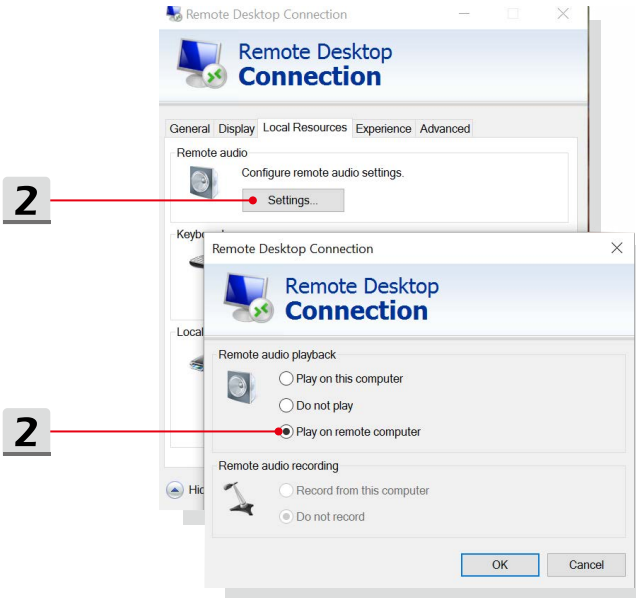 Remote Desktop Connection
Remote Desktop
Connection
General Display Local Resources Experience Advanced
Remote audio
Configure remote audio settings.
2
Settings...
Remote Desktop Connection
Remote Desktop
Connection
Local
Remote audio playback
Play on this computer
Do not play
2
Play on remote computer
Remote audio recording
Record from this computer
Do not record
OK Cancel